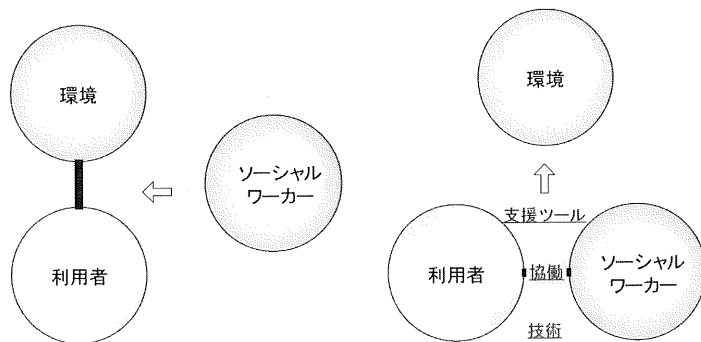 環境
利用者
ソーシャル
ワーカー
環境
支援ツール
利用者
協働
ソーシャル
ワーカー
技術